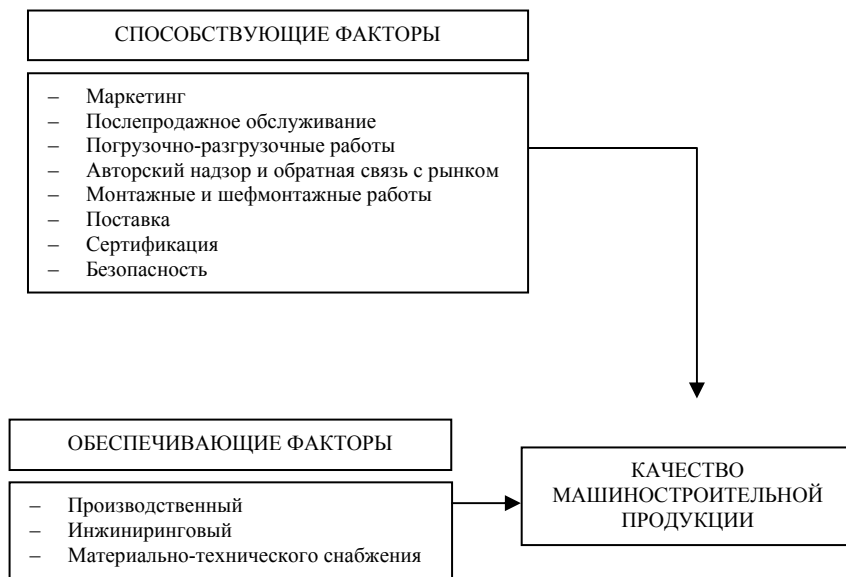 СПОСОБСТВУЮЩИЕ ФАКТОРЫ
– Маркетинг
– Послепродажное обслуживание
– Погрузочно-разгрузочные работы
– Авторский надзор и обратная связь с рынком
– Монтажные и шефмонтажные работы
– Поставка
– Сертификация
– Безопасность
ОБЕСПЕЧИВАЮЩИЕ ФАКТОРЫ
– Производственный
– Инжиниринговый
– Материально-технического снабжения
КАЧЕСТВО
МАШИНОСТРОИТЕЛЬНОЙ
ПРОДУКЦИИ